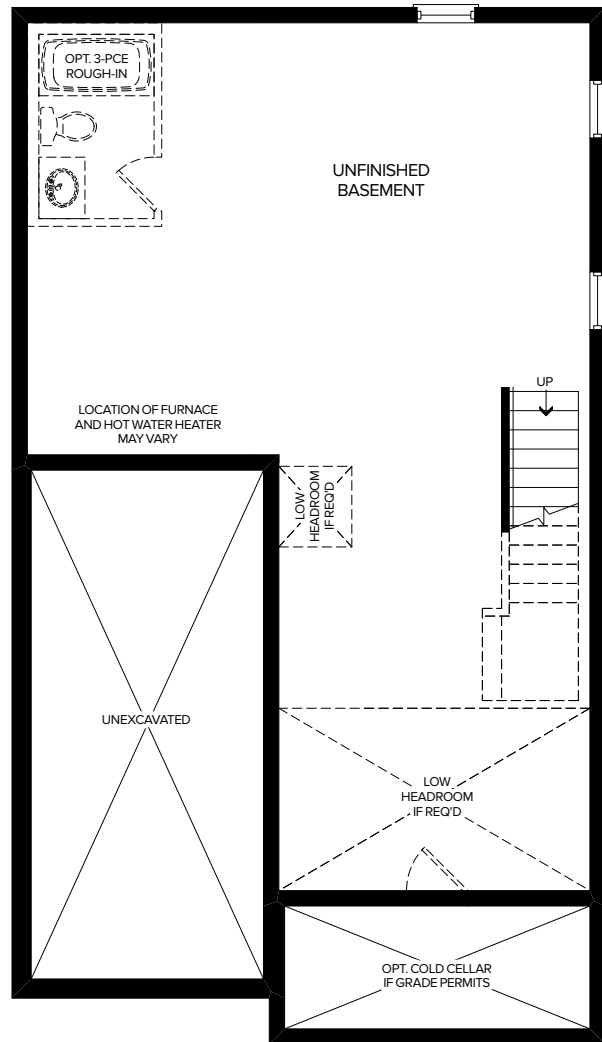 OPT. 3-PCE
ROUGH-IN
UNFINISHED
BASEMENT
UP
LOCATION OF FURNACE
AND HOT WATER HEATER
MAY VARY
LOW
HEADROOM
IF REQ'D
UNEXCAVATED
LOW
HEADROOM
IF REQ'D
OPT. COLD CELLAR
IF GRADE PERMITS